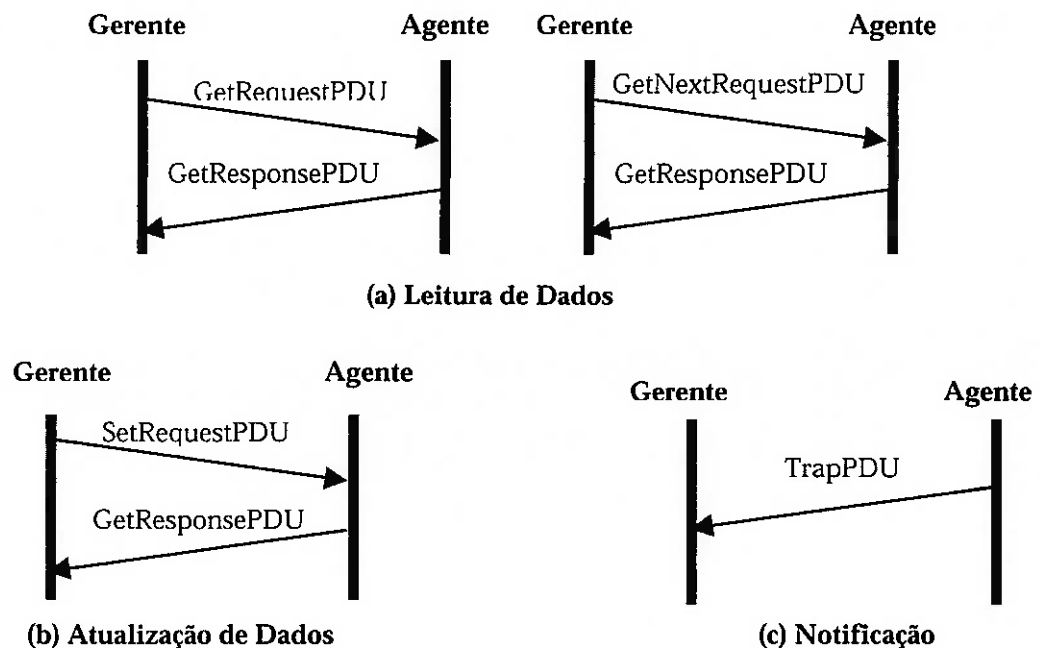 Gerente Agente Gerente Agente
GetRequestPDU GetNextRequestPDU
GetResponsePDU GetResponsePDU
(a) Leitura de Dados
Gerente Agente
Gerente Agente
SetRequestPDU
TrapPDU
GetResponsePDU
(b) Atualização de Dados (c) Notificação